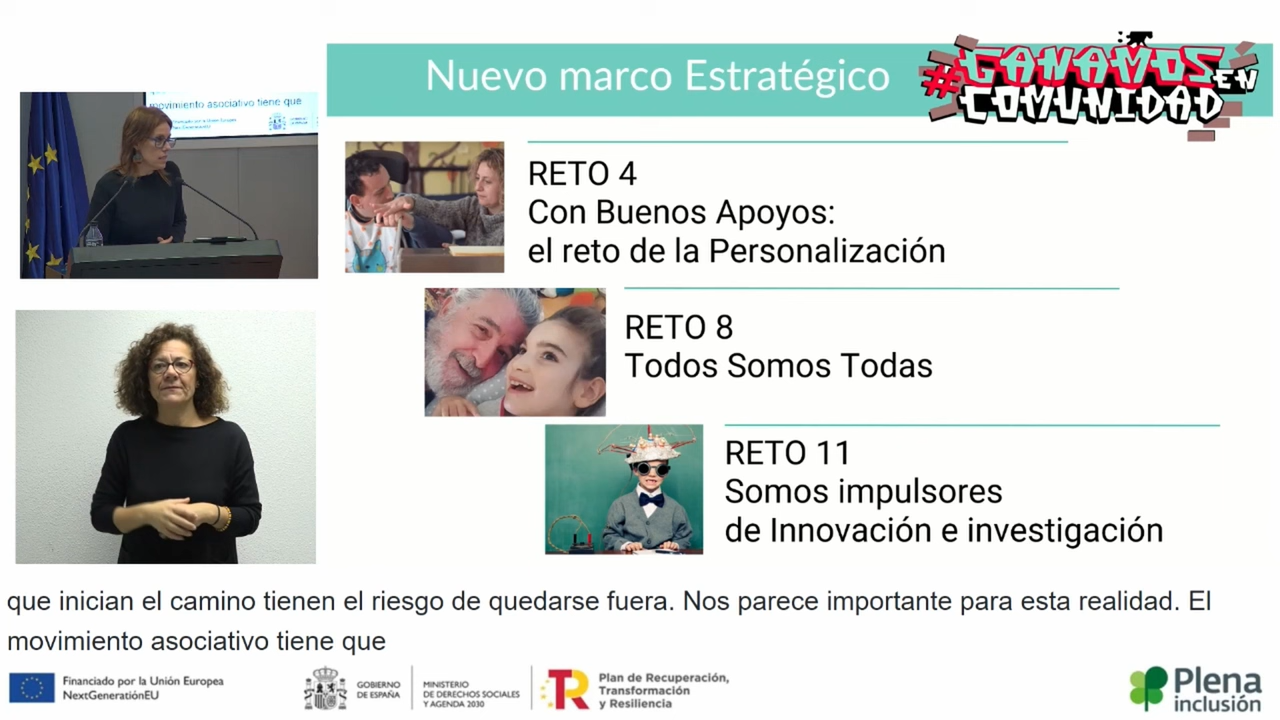 Nuevo marco Estratégico
#GANAMOS EN
COMUNIDAD
movimiento asociativo tiene que
RETO 4
Con Buenos Apoyos:
el reto de la Personalización
RETO 8
Todos Somos Todas
RETO 11
Somos impulsores
de Innovación e investigación
que inician el camino tienen el riesgo de quedarse fuera. Nos parece importante para esta realidad. El
movimiento asociativo tiene que
Financiado por la Unión Europea
NextGenerationEU
GOBIERNO
DE ESPAÑA
MINISTERIO
DE DERECHOS SOCIALES
Y AGENDA 2030
Plan de Recuperación,
Transformación
y Resiliencia
Plena
inclusión